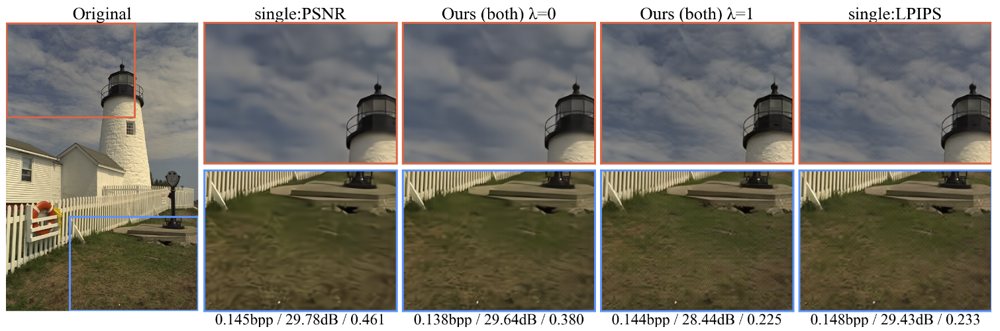 Original
single:PSNR
Ours (both) λ=0
Ours (both) λ=1
single:LPIPS
0.145bpp / 29.78dB / 0.461
0.138bpp / 29.64dB / 0.380
0.144bpp / 28.44dB / 0.225
0.148bpp / 29.43dB / 0.233